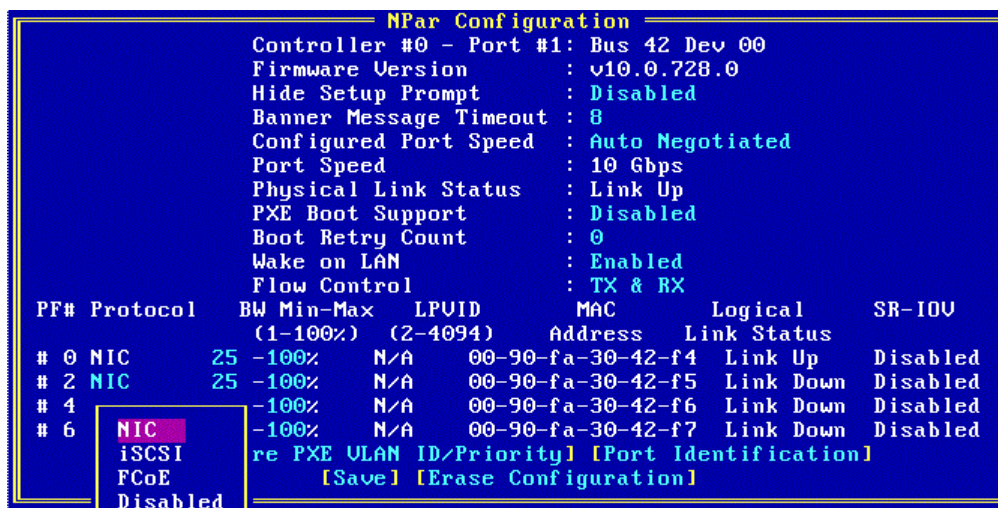 NPar Configuration
Controller #0 - Port #1: Bus 42 Dev 00
Firmware Version : v10.0.728.0
Hide Setup Prompt : Disabled
Banner Message Timeout : 8
Configured Port Speed : Auto Negotiated
Port Speed : 10 Gbps
Physical Link Status : Link Up
PXE Boot Support : Disabled
Boot Retry Count : 0
Wake on LAN : Enabled
Flow Control : TX & RX
PF# Protocol BW Min-Max LPVID MAC Logical SR-IOV
(1-100%) (2-4094) Address Link Status
# 0 NIC 25 -100% N/A 00-90-fa-30-42-f4 Link Up Disabled
# 2 NIC 25 -100% N/A 00-90-fa-30-42-f5 Link Down Disabled
# 4 -100% N/A 00-90-fa-30-42-f6 Link Down Disabled
# 6 NIC -100% N/A 00-90-fa-30-42-f7 Link Down Disabled
iSCSI re PXE VLAN ID/Priority] [Port Identification]
FCoE [Save] [Erase Configuration]
Disabled